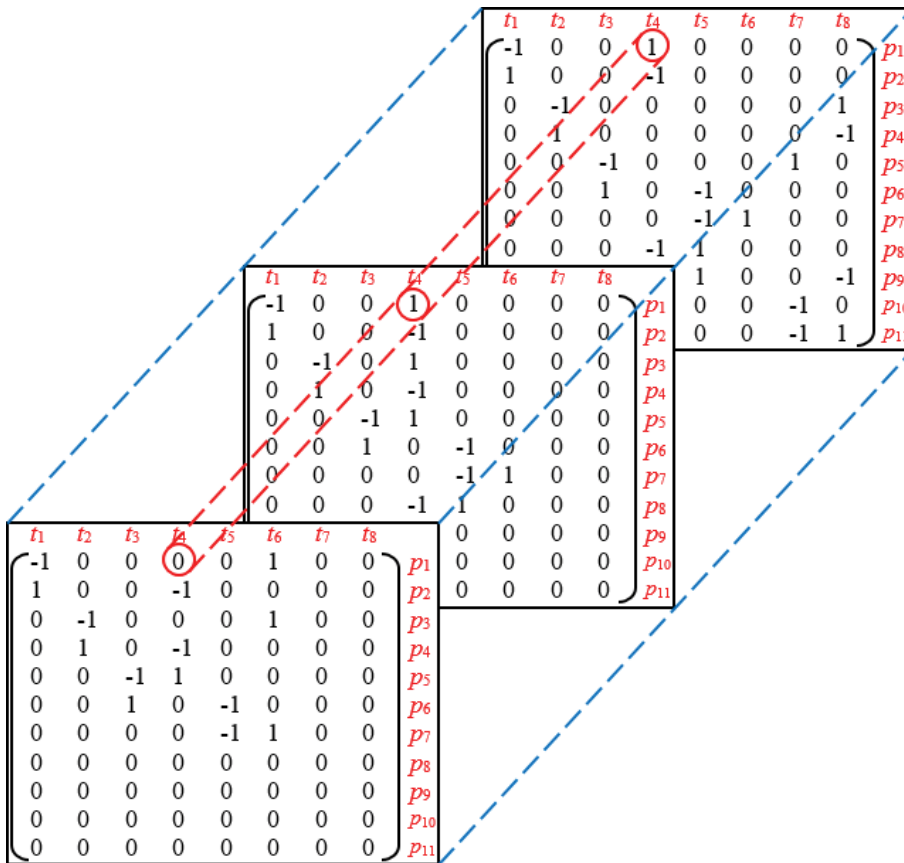 t1 t2 t3 t4 t5 t6 t7 t8
-1 0 0 1 0 0 0 0 p1
1 0 0 -1 0 0 0 0 p2
0 -1 0 0 0 0 0 1 p3
0 1 0 0 0 0 0 -1 p4
0 0 -1 0 0 0 1 0 p5
0 0 1 0 -1 0 0 0 p6
0 0 0 0 -1 1 0 0 p7
0 0 0 -1 1 0 0 0 p8
1 0 0 -1 p9
0 0 -1 0 p10
0 0 -1 1 p11
t1 t2 t3 t4 t5 t6 t7 t8
-1 0 0 1 0 0 0 0 p1
1 0 0 -1 0 0 0 0 p2
0 -1 0 1 0 0 0 0 p3
0 1 0 -1 0 0 0 0 p4
0 0 -1 1 0 0 0 0 p5
0 0 1 0 -1 0 0 0 p6
0 0 0 0 -1 1 0 0 p7
0 0 0 -1 1 0 0 0 p8
0 0 0 0 p9
0 0 0 0 p10
0 0 0 0 p11
t1 t2 t3 t4 t5 t6 t7 t8
-1 0 0 0 0 1 0 0 p1
1 0 0 -1 0 0 0 0 p2
0 -1 0 0 0 1 0 0 p3
0 1 0 -1 0 0 0 0 p4
0 0 -1 1 0 0 0 0 p5
0 0 1 0 -1 0 0 0 p6
0 0 0 0 -1 1 0 0 p7
0 0 0 0 0 0 0 0 p8
0 0 0 0 0 0 0 0 p9
0 0 0 0 0 0 0 0 p10
0 0 0 0 0 0 0 0 p11